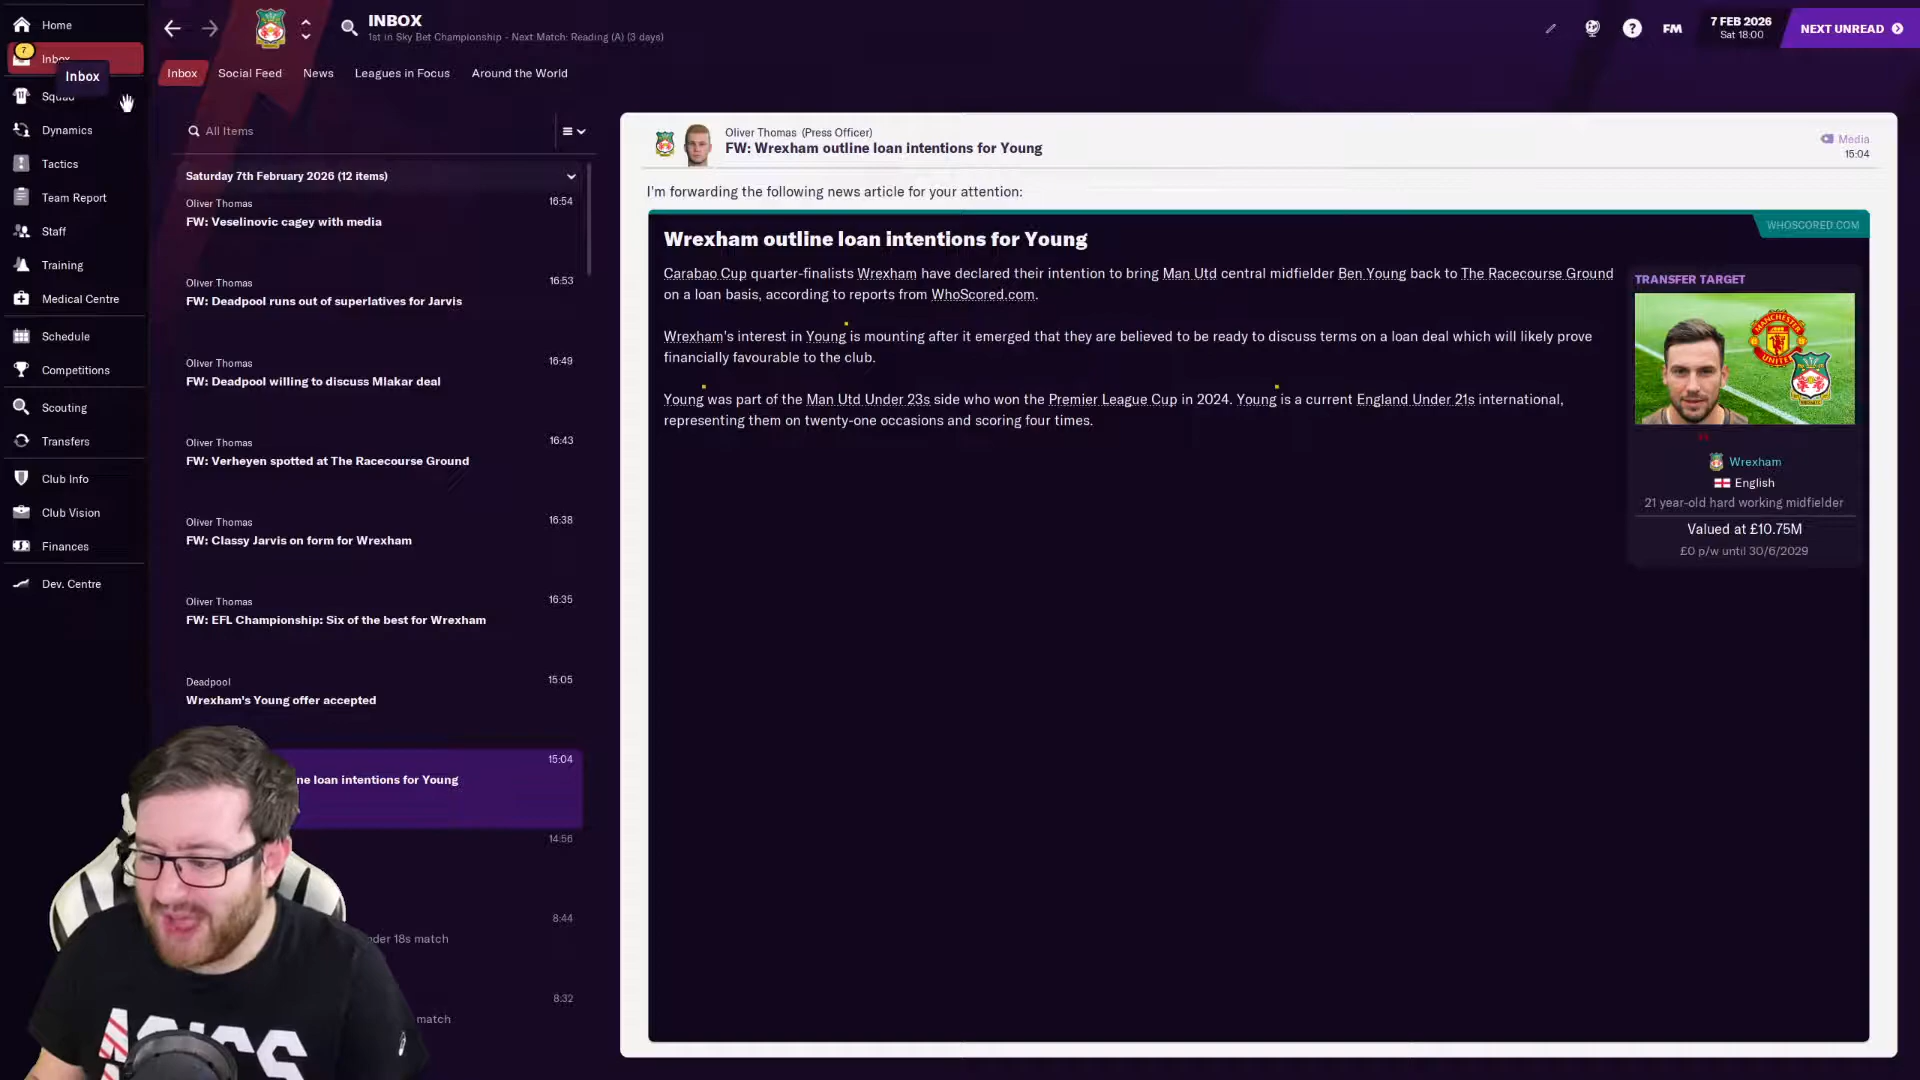 Home
INBOX
1st in Sky Bet Championship - Next Match: Reading (A) (3 days)
FM
7 FEB 2026
Sat 18:00
NEXT UNREAD
7
Inbox
Inbox
Squad
Dynamics
Tactics
Team Report
Staff
Training
Medical Centre
Schedule
Competitions
Scouting
Transfers
Club Info
Club Vision
Finances
Dev. Centre
Inbox Social Feed News Leagues in Focus Around the World
All Items
Saturday 7th February 2026 (12 items)
Oliver Thomas 16:54
FW: Veselinovic cagey with media
Oliver Thomas 16:53
FW: Deadpool runs out of superlatives for Jarvis
Oliver Thomas 16:49
FW: Deadpool willing to discuss Mlakar deal
Oliver Thomas 16:43
FW: Verheyen spotted at The Racecourse Ground
Oliver Thomas 16:38
FW: Classy Jarvis on form for Wrexham
Oliver Thomas 16:35
FW: EFL Championship: Six of the best for Wrexham
Deadpool 15:05
Wrexham's Young offer accepted
15:04
ne loan intentions for Young
14:56
8:44
nder 18s match
8:32
match
Oliver Thomas (Press Officer)
FW: Wrexham outline loan intentions for Young
Media
15:04
I'm forwarding the following news article for your attention:
WHOSCORED.COM
Wrexham outline loan intentions for Young
Carabao Cup quarter-finalists Wrexham have declared their intention to bring Man Utd central midfielder Ben Young back to The Racecourse Ground
on a loan basis, according to reports from WhoScored.com.
Wrexham's interest in Young is mounting after it emerged that they are believed to be ready to discuss terms on a loan deal which will likely prove
financially favourable to the club.
Young was part of the Man Utd Under 23s side who won the Premier League Cup in 2024. Young is a current England Under 21s international,
representing them on twenty-one occasions and scoring four times.
TRANSFER TARGET
Wrexham
English
21 year-old hard working midfielder
Valued at £10.75M
£0 p/w until 30/6/2029